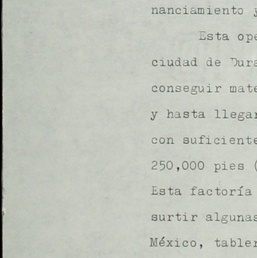 nanciamiento y
Esta ope
ciudad de Dura
conseguir mate
y hasta llegar
con suficiente
250,000 pies (
Esta factoría
surtir algunas
México, tabler